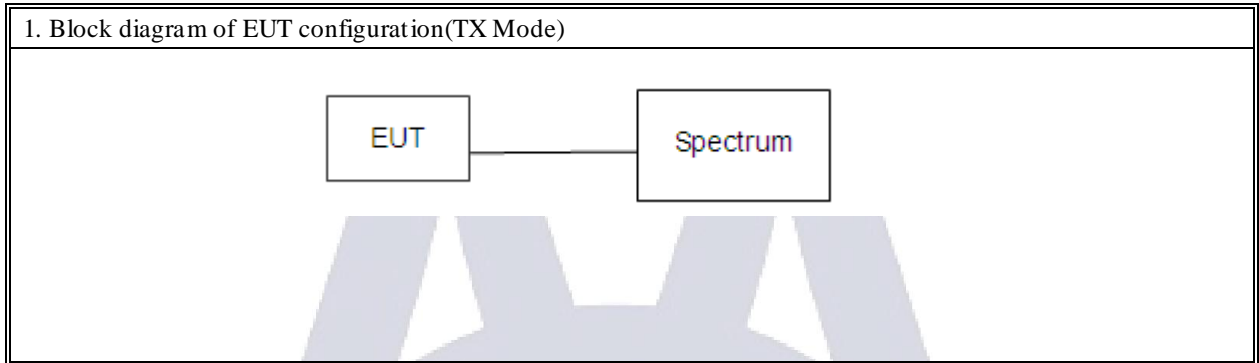 1. Block diagram of EUT configuration(TX Mode)
EUT
Spectrum